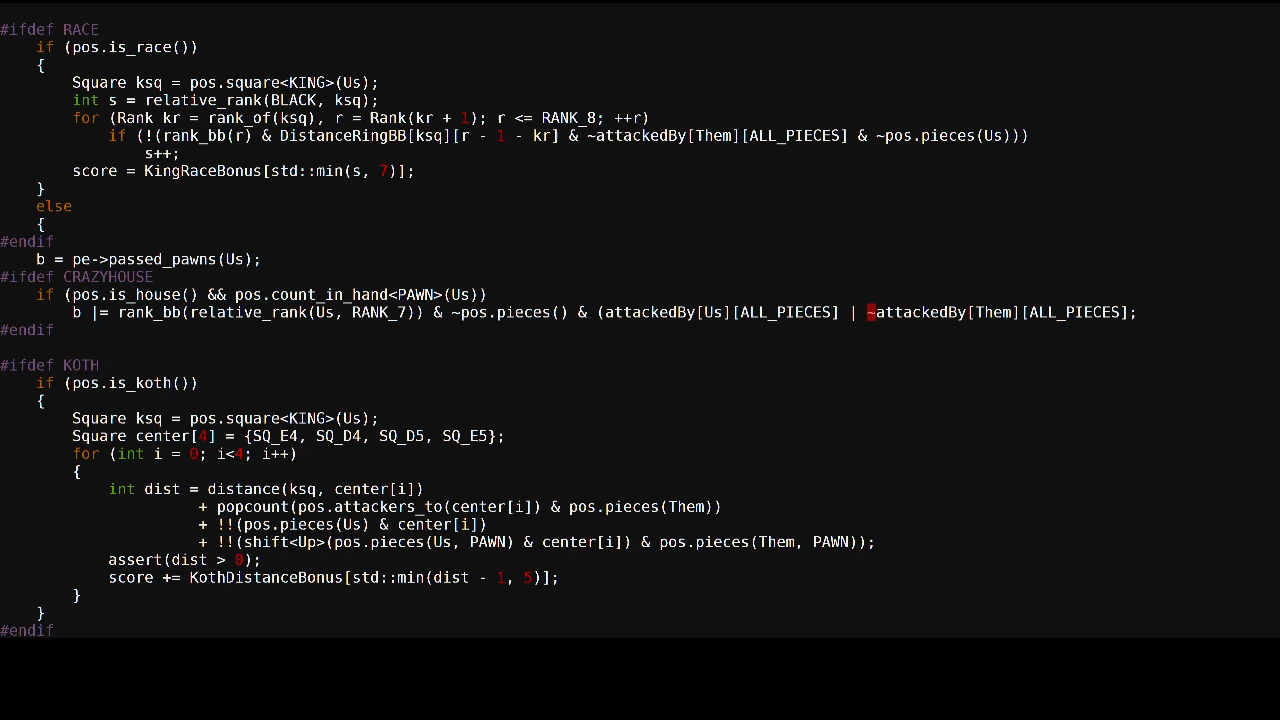 #ifdef RACE
    if (pos.is_race())
    {
        Square ksq = pos.square<KING>(Us);
        int s = relative_rank(BLACK, ksq);
        for (Rank kr = rank_of(ksq), r = Rank(kr + 1); r <= RANK_8; ++r)
            if (!(rank_bb(r) & DistanceRingBB[ksq][r - 1 - kr] & ~attackedBy[Them][ALL_PIECES] & ~pos.pieces(Us)))
                s++;
        score = KingRaceBonus[std::min(s, 7)];
    }
    else
    {
#endif
    b = pe->passed_pawns(Us);
#ifdef CRAZYHOUSE
    if (pos.is_house() && pos.count_in_hand<PAWN>(Us))
        b |= rank_bb(relative_rank(Us, RANK_7)) & ~pos.pieces() & (attackedBy[Us][ALL_PIECES] | ~attackedBy[Them][ALL_PIECES];
#endif

#ifdef KOTH
    if (pos.is_koth())
    {
        Square ksq = pos.square<KING>(Us);
        Square center[4] = {SQ_E4, SQ_D4, SQ_D5, SQ_E5};
        for (int i = 0; i<4; i++)
        {
            int dist = distance(ksq, center[i])
                      + popcount(pos.attackers_to(center[i]) & pos.pieces(Them))
                      + !!(pos.pieces(Us) & center[i])
                      + !!(shift<Up>(pos.pieces(Us, PAWN) & center[i]) & pos.pieces(Them, PAWN));
            assert(dist > 0);
            score += KothDistanceBonus[std::min(dist - 1, 5)];
        }
    }
#endif